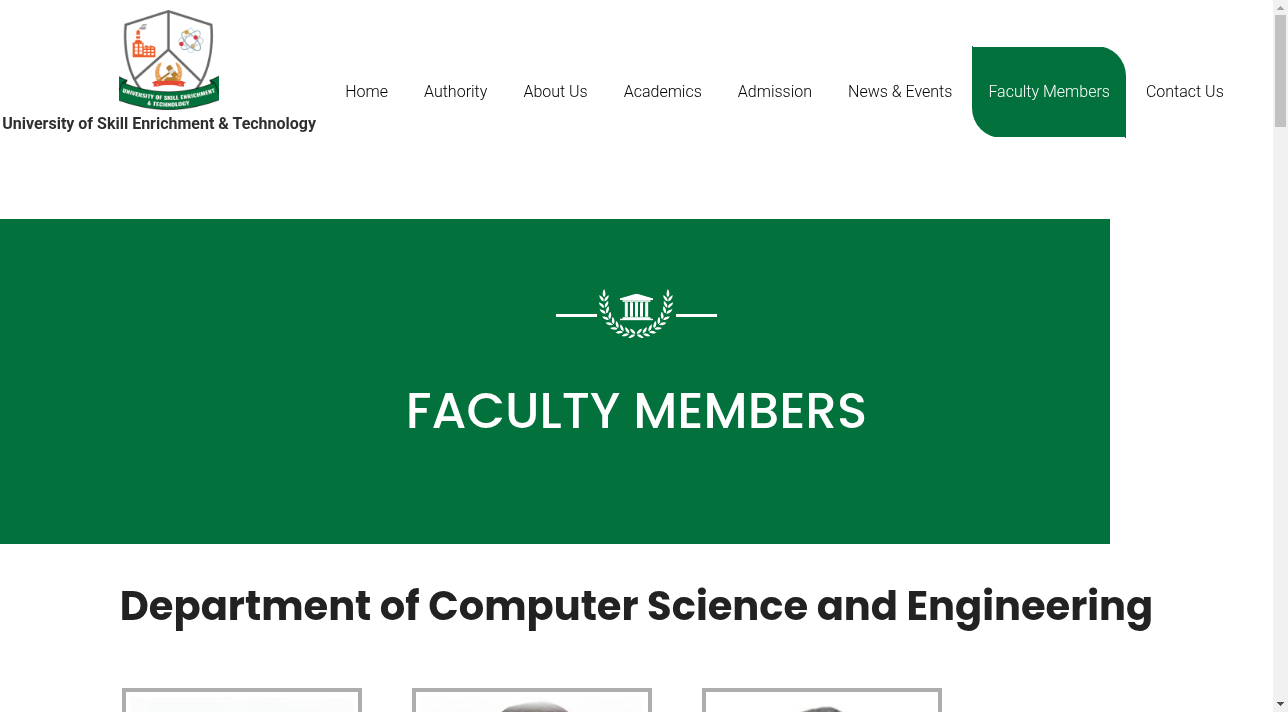 UNIVERSITY OF SKILL ENRICHMENT
& TECHNOLOGY
University of Skill Enrichment & Technology
Home
Authority
About Us
Academics
Admission
News & Events
Faculty Members
Contact Us
FACULTY MEMBERS
Department of Computer Science and Engineering